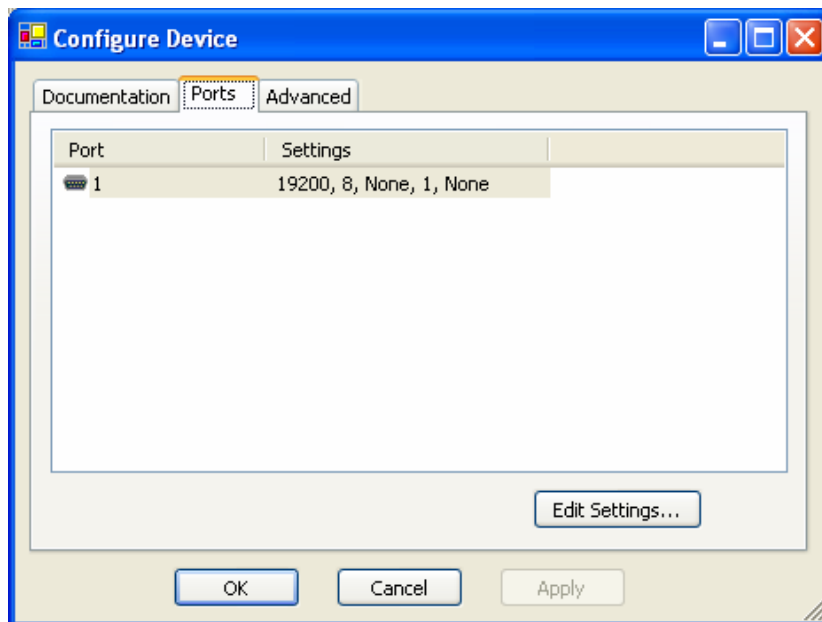 Configure Device
Documentation Ports Advanced
Port Settings
1 19200, 8, None, 1, None
Edit Settings...
OK Cancel Apply